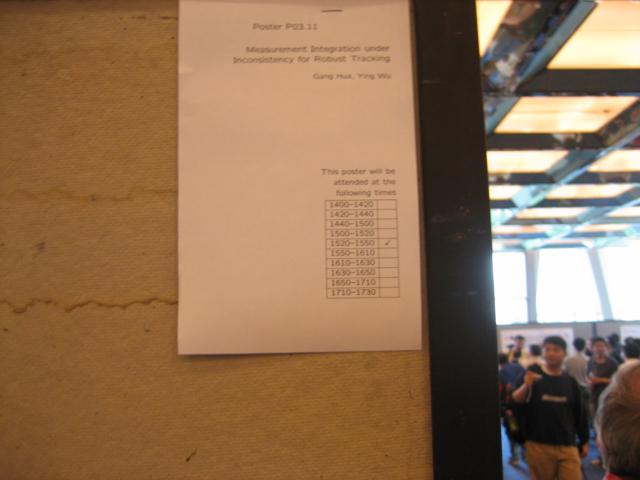 Poster P03.11
Measurement Integration under
Inconsistency for Robust Tracking
Gang Hua, Ying Wu
This poster will be
attended at the
following times
1400-1420
1420-1440
1440-1500
1500-1520
1520-1550 ✓
1550-1610
1610-1630
1630-1650
1650-1710
1710-1730